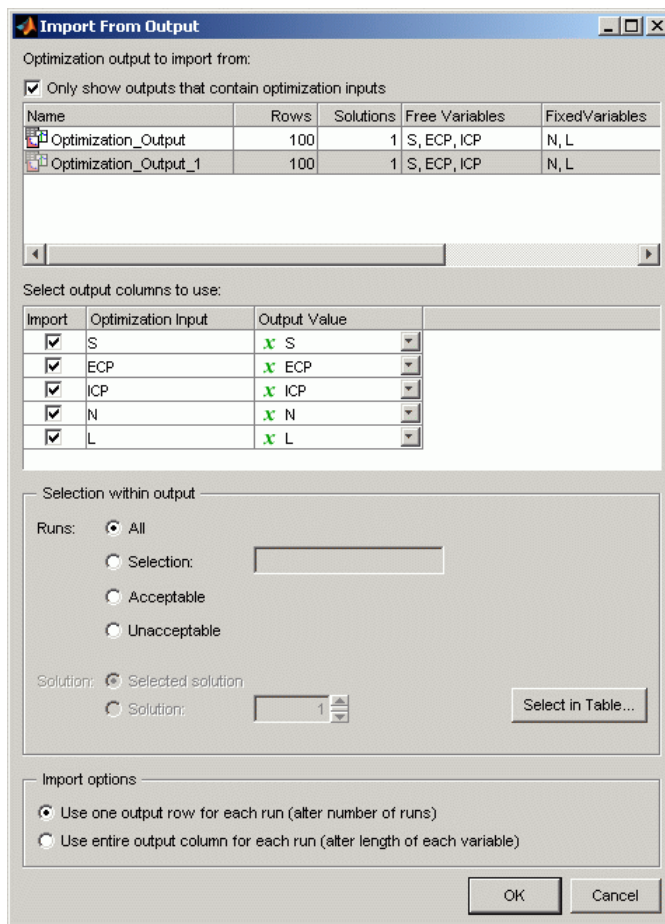 Import From Output
Optimization output to import from:
Only show outputs that contain optimization inputs
Name Rows Solutions Free Variables FixedVariables
Optimization_Output 100 1 S, ECP, ICP N, L
Optimization_Output_1 100 1 S, ECP, ICP N, L
Select output columns to use:
Import Optimization Input Output Value
S x S
ECP x ECP
ICP x ICP
N x N
L x L
Selection within output
Runs: All
Selection:
Acceptable
Unacceptable
Solution: Selected solution
Solution: 1 Select in Table...
Import options
Use one output row for each run (alter number of runs)
Use entire output column for each run (alter length of each variable)
OK Cancel